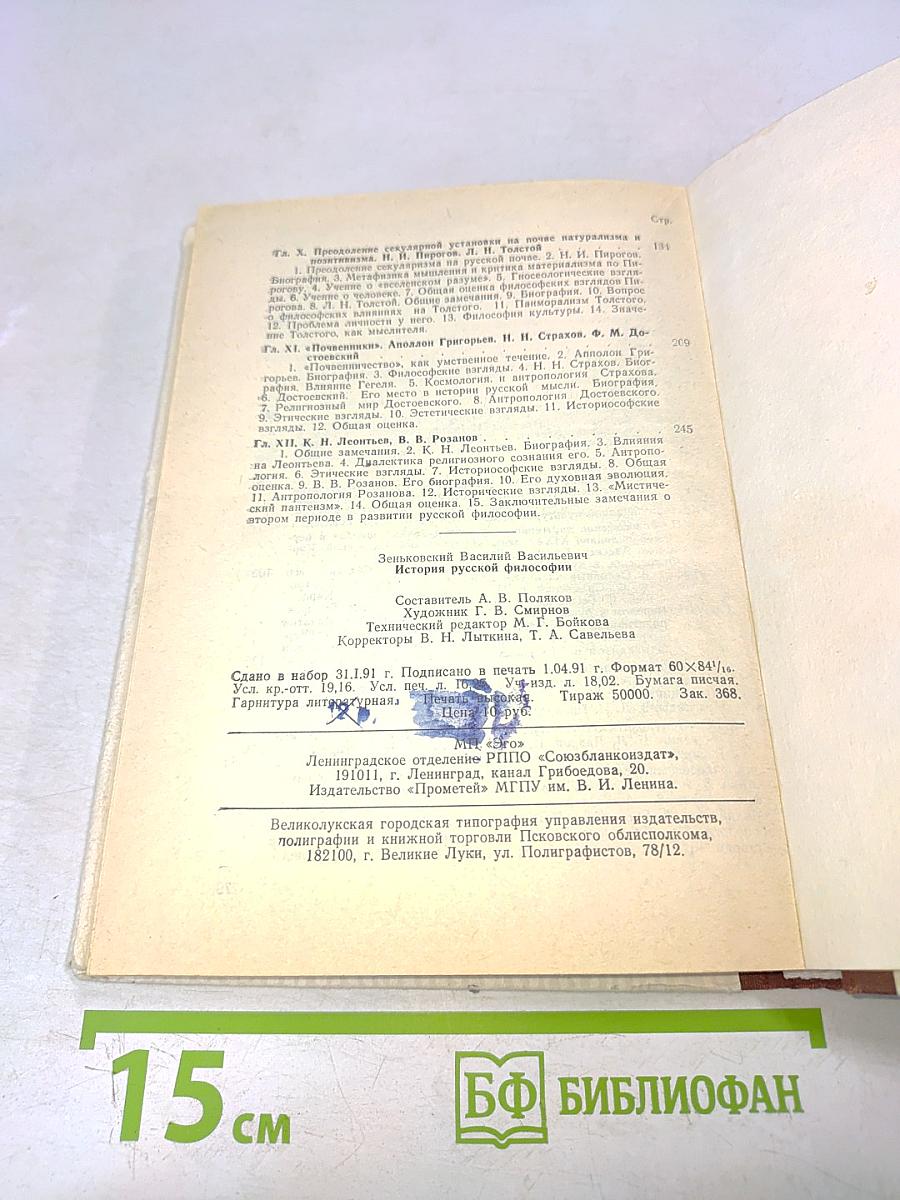 Стр.
Гл. X. Преодоление секулярной установки на почве натурализма и
позитивизма. Н. И. Пирогов. Л. Н. Толстой . . . . . . . 131
1. Преодоление секуляризма на русской почве. 2. Н. И. Пирогов.
Биография. 3. Метафизика мышления и критика материализма по Пи-
рогову. 4. Учение о «вселенском разуме». 5. Гносеологические взгля-
ды. 6. Учение о человеке. 7. Общая оценка философских взглядов Пи-
рогова. 8. Л. Н. Толстой. Общие замечания. 9. Биография. 10. Вопрос
о философских влияниях на Толстого. 11. Панморализм Толстого.
12. Проблема личности у него. 13. Философия культуры. 14. Значе-
ние Толстого, как мыслителя.
Гл. XI. «Почвенники». Аполлон Григорьев. Н. Н. Страхов. Ф. М. До-
стоевский . . . . . . . . . . . . . . . . 209
1. «Почвенничество», как умственное течение. 2. Апполон Гри-
горьев. Биография. 3. Философские взгляды. 4. Н. Н. Страхов. Биог-
рафия. Влияние Гегеля. 5. Космология и антропология Страхова.
6. Достоевский. Его место в истории русской мысли. Биография.
7. Религиозный мир Достоевского. 8. Антропология Достоевского.
9. Этические взгляды. 10. Эстетические взгляды. 11. Историософские
взгляды. 12. Общая оценка.
Гл. XII. К. Н. Леонтьев, В. В. Розанов . . . . . . . . . . 245
1. Общие замечания. 2. К. Н. Леонтьев. Биография. 3. Влияния
на Леонтьева. 4. Диалектика религиозного сознания его. 5. Антропо-
логия. 6. Этические взгляды. 7. Историософские взгляды. 8. Общая
оценка. 9. В. В. Розанов. Его биография. 10. Его духовная эволюция.
11. Антропология Розанова. 12. Исторические взгляды. 13. «Мистиче-
ский пантеизм». 14. Общая оценка. 15. Заключительные замечания о
втором периоде в развитии русской философии.
Зеньковский Василий Васильевич
История русской философии
Составитель А. В. Поляков
Художник Г. В. Смирнов
Технический редактор М. Г. Бойкова
Корректоры В. Н. Лыткина, Т. А. Савельева
Сдано в набор 31.I.91 г. Подписано в печать 1.04.91 г. Формат 60×84¹/₁₆.
Усл. кр.-отт. 19,16. Усл. печ. л. Уч.-изд. л. 18,02. Бумага писчая.
Гарнитура литературная. Печать высокая. Тираж 50000. Зак. 368.
Цена 10 руб.
МП «Эго»
Ленинградское отделение РППО «Союзбланкоиздат»,
191011, г. Ленинград, канал Грибоедова, 20.
Издательство «Прометей» МГПУ им. В. И. Ленина.
Великолукская городская типография управления издательств,
полиграфии и книжной торговли Псковского облисполкома,
182100, г. Великие Луки, ул. Полиграфистов, 78/12.
15 см
БФ БИБЛИОФАН